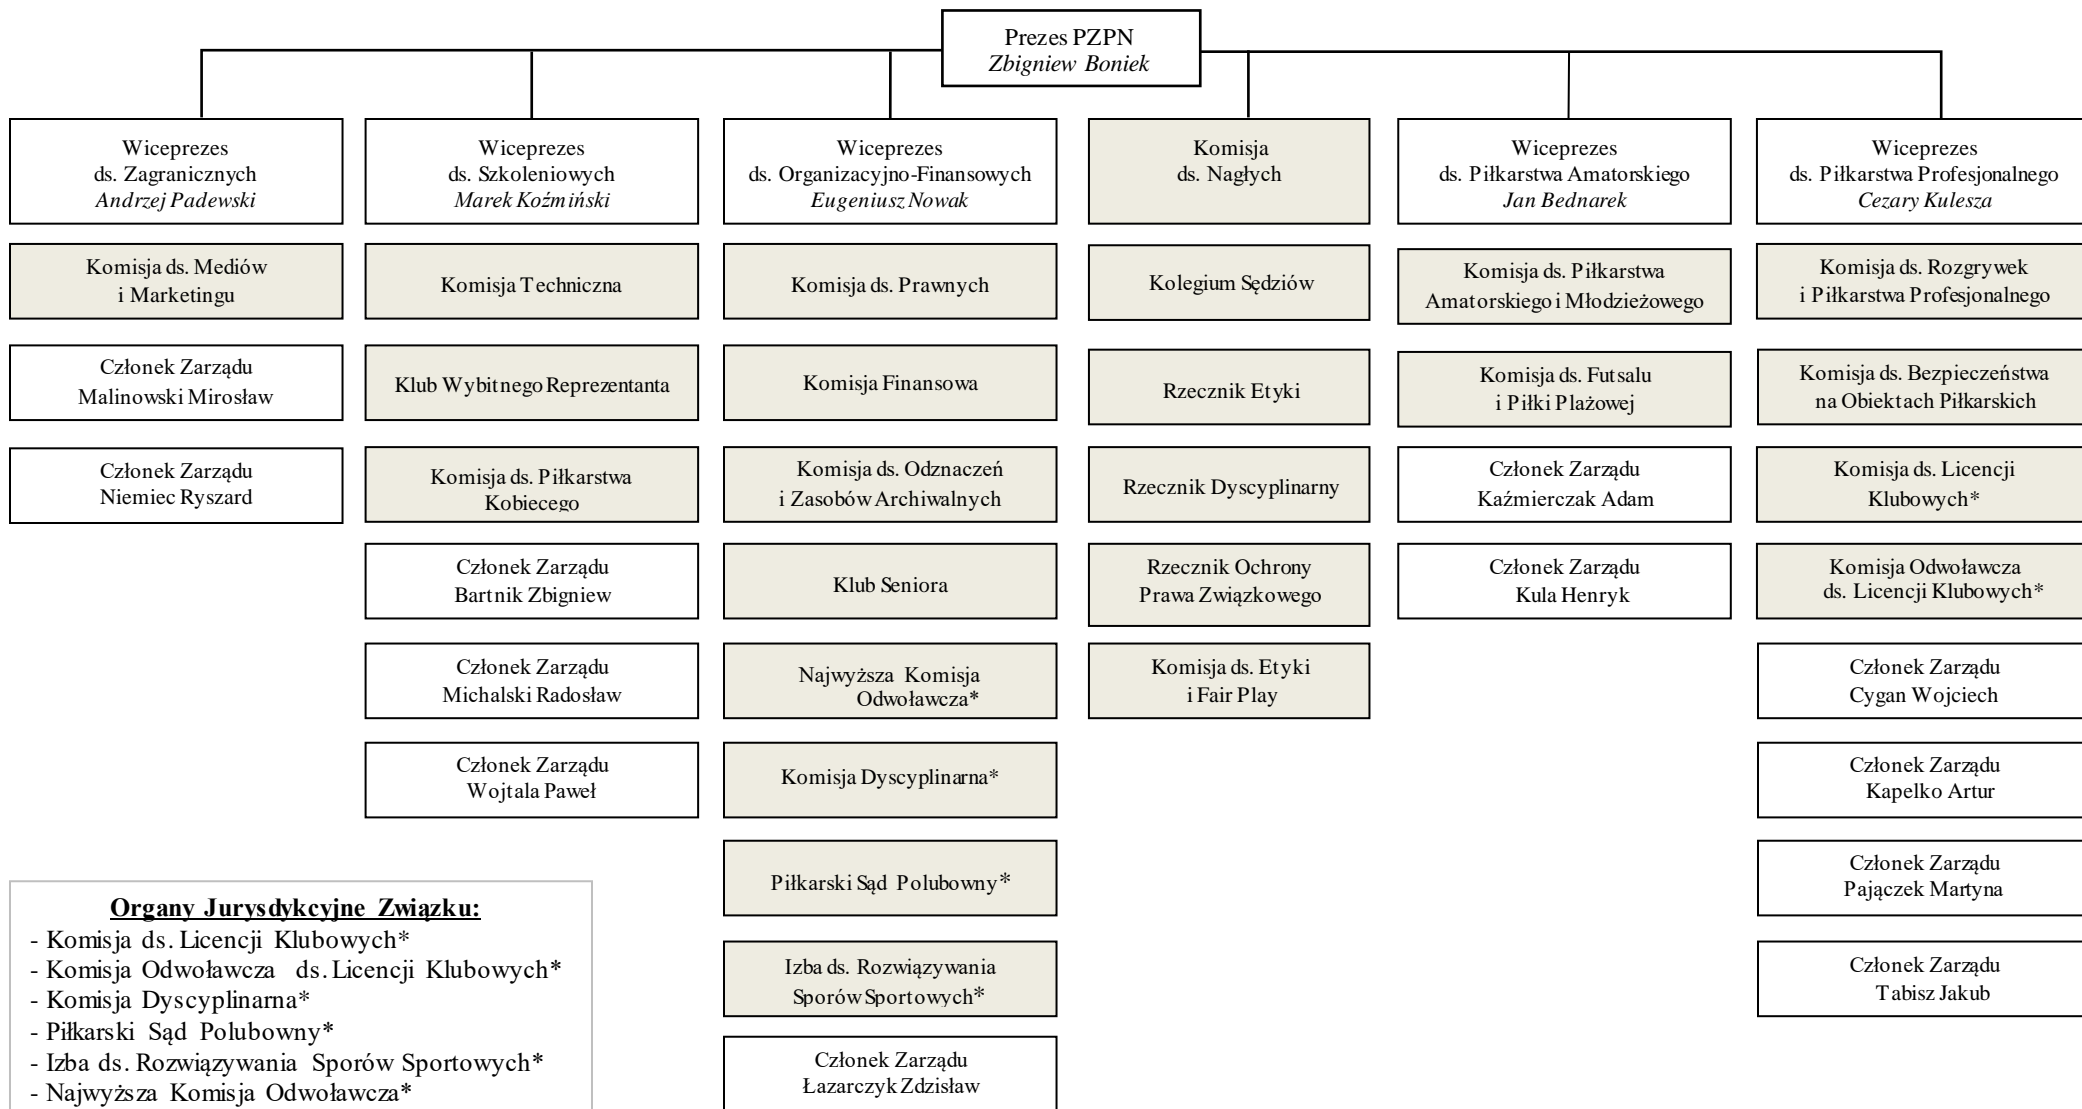 Prezes PZPN
Zbigniew Boniek
Wiceprezes
ds. Zagranicznych
Andrzej Padewski
Komisja ds. Mediów
i Marketingu
Członek Zarządu
Malinowski Mirosław
Członek Zarządu
Niemiec Ryszard
Wiceprezes
ds. Szkoleniowych
Marek Koźmiński
Komisja Techniczna
Klub Wybitnego Reprezentanta
Komisja ds. Piłkarstwa
Kobiecego
Członek Zarządu
Bartnik Zbigniew
Członek Zarządu
Michalski Radosław
Członek Zarządu
Wojtala Paweł
Wiceprezes
ds. Organizacyjno-Finansowych
Eugeniusz Nowak
Komisja ds. Prawnych
Komisja Finansowa
Komisja ds. Odznaczeń
i Zasobów Archiwalnych
Klub Seniora
Najwyższa Komisja
Odwoławcza*
Komisja Dyscyplinarna*
Piłkarski Sąd Polubowny*
Izba ds. Rozwiązywania
Sporów Sportowych*
Członek Zarządu
Łazarczyk Zdzisław
Komisja
ds. Nagłych
Kolegium Sędziów
Rzecznik Etyki
Rzecznik Dyscyplinarny
Rzecznik Ochrony
Prawa Związkowego
Komisja ds. Etyki
i Fair Play
Wiceprezes
ds. Piłkarstwa Amatorskiego
Jan Bednarek
Komisja ds. Piłkarstwa
Amatorskiego i Młodzieżowego
Komisja ds. Futsalu
i Piłki Plażowej
Członek Zarządu
Kaźmierczak Adam
Członek Zarządu
Kula Henryk
Wiceprezes
ds. Piłkarstwa Profesjonalnego
Cezary Kulesza
Komisja ds. Rozgrywek
i Piłkarstwa Profesjonalnego
Komisja ds. Bezpieczeństwa
na Obiektach Piłkarskich
Komisja ds. Licencji
Klubowych*
Komisja Odwoławcza
ds. Licencji Klubowych*
Członek Zarządu
Cygan Wojciech
Członek Zarządu
Kapelko Artur
Członek Zarządu
Pajączek Martyna
Członek Zarządu
Tabisz Jakub
Organy Jurysdykcyjne Związku:
- Komisja ds. Licencji Klubowych*
- Komisja Odwoławcza ds. Licencji Klubowych*
- Komisja Dyscyplinarna*
- Piłkarski Sąd Polubowny*
- Izba ds. Rozwiązywania Sporów Sportowych*
- Najwyższa Komisja Odwoławcza*